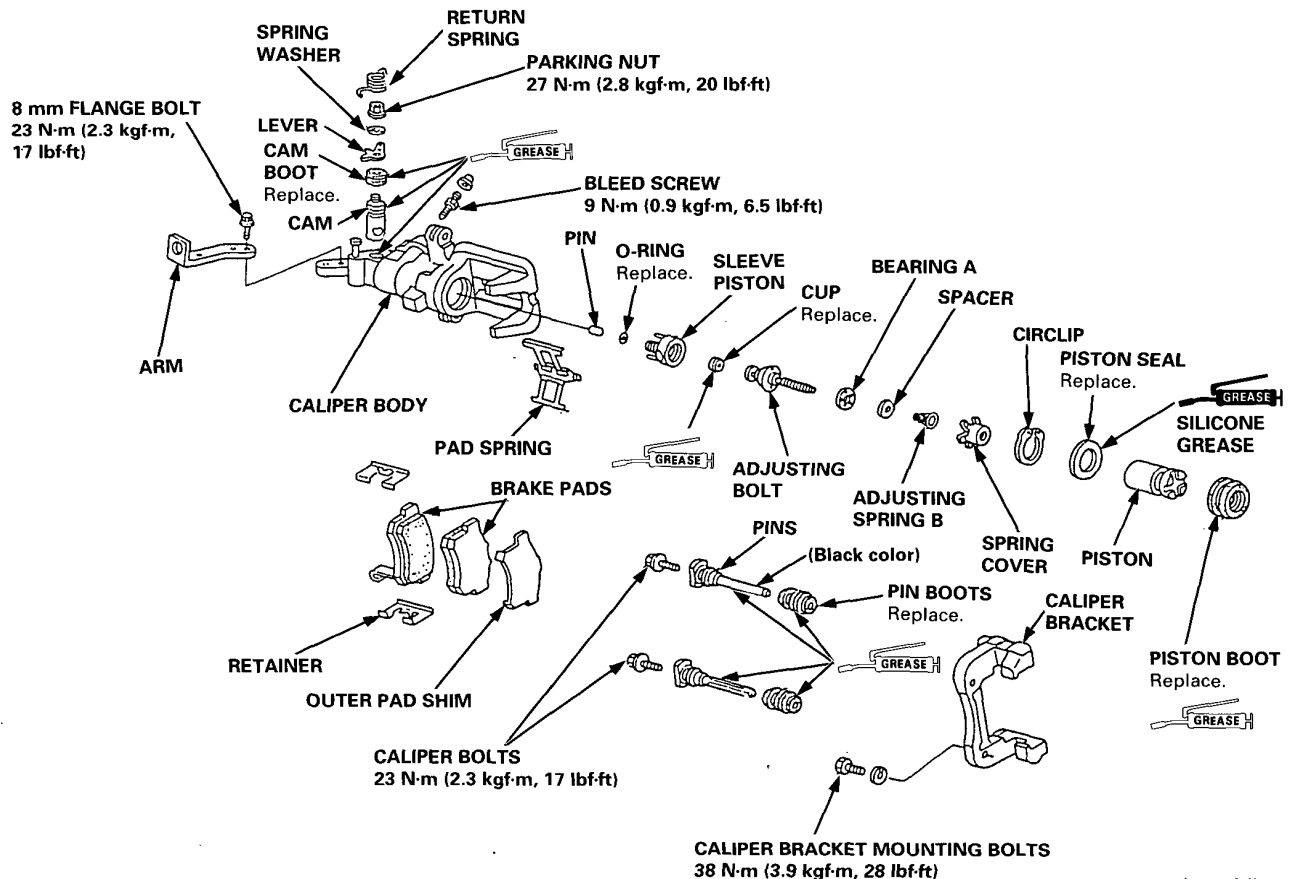 RETURN
SPRING
SPRING
WASHER
PARKING NUT
27 N·m (2.8 kgf·m, 20 lbf·ft)
8 mm FLANGE BOLT
23 N·m (2.3 kgf·m,
17 lbf·ft)
LEVER
CAM
BOOT
Replace.
CAM
GREASE
BLEED SCREW
9 N·m (0.9 kgf·m, 6.5 lbf·ft)
PIN
O-RING
Replace.
SLEEVE
PISTON
CUP
Replace.
BEARING A
SPACER
CIRCLIP
PISTON SEAL
Replace.
GREASE
SILICONE
GREASE
ARM
CALIPER BODY
PAD SPRING
GREASE
ADJUSTING
BOLT
ADJUSTING
SPRING B
SPRING
COVER
PISTON
BRAKE PADS
PINS
(Black color)
PIN BOOTS
Replace.
CALIPER
BRACKET
GREASE
PISTON BOOT
Replace.
GREASE
RETAINER
OUTER PAD SHIM
CALIPER BOLTS
23 N·m (2.3 kgf·m, 17 lbf·ft)
CALIPER BRACKET MOUNTING BOLTS
38 N·m (3.9 kgf·m, 28 lbf·ft)